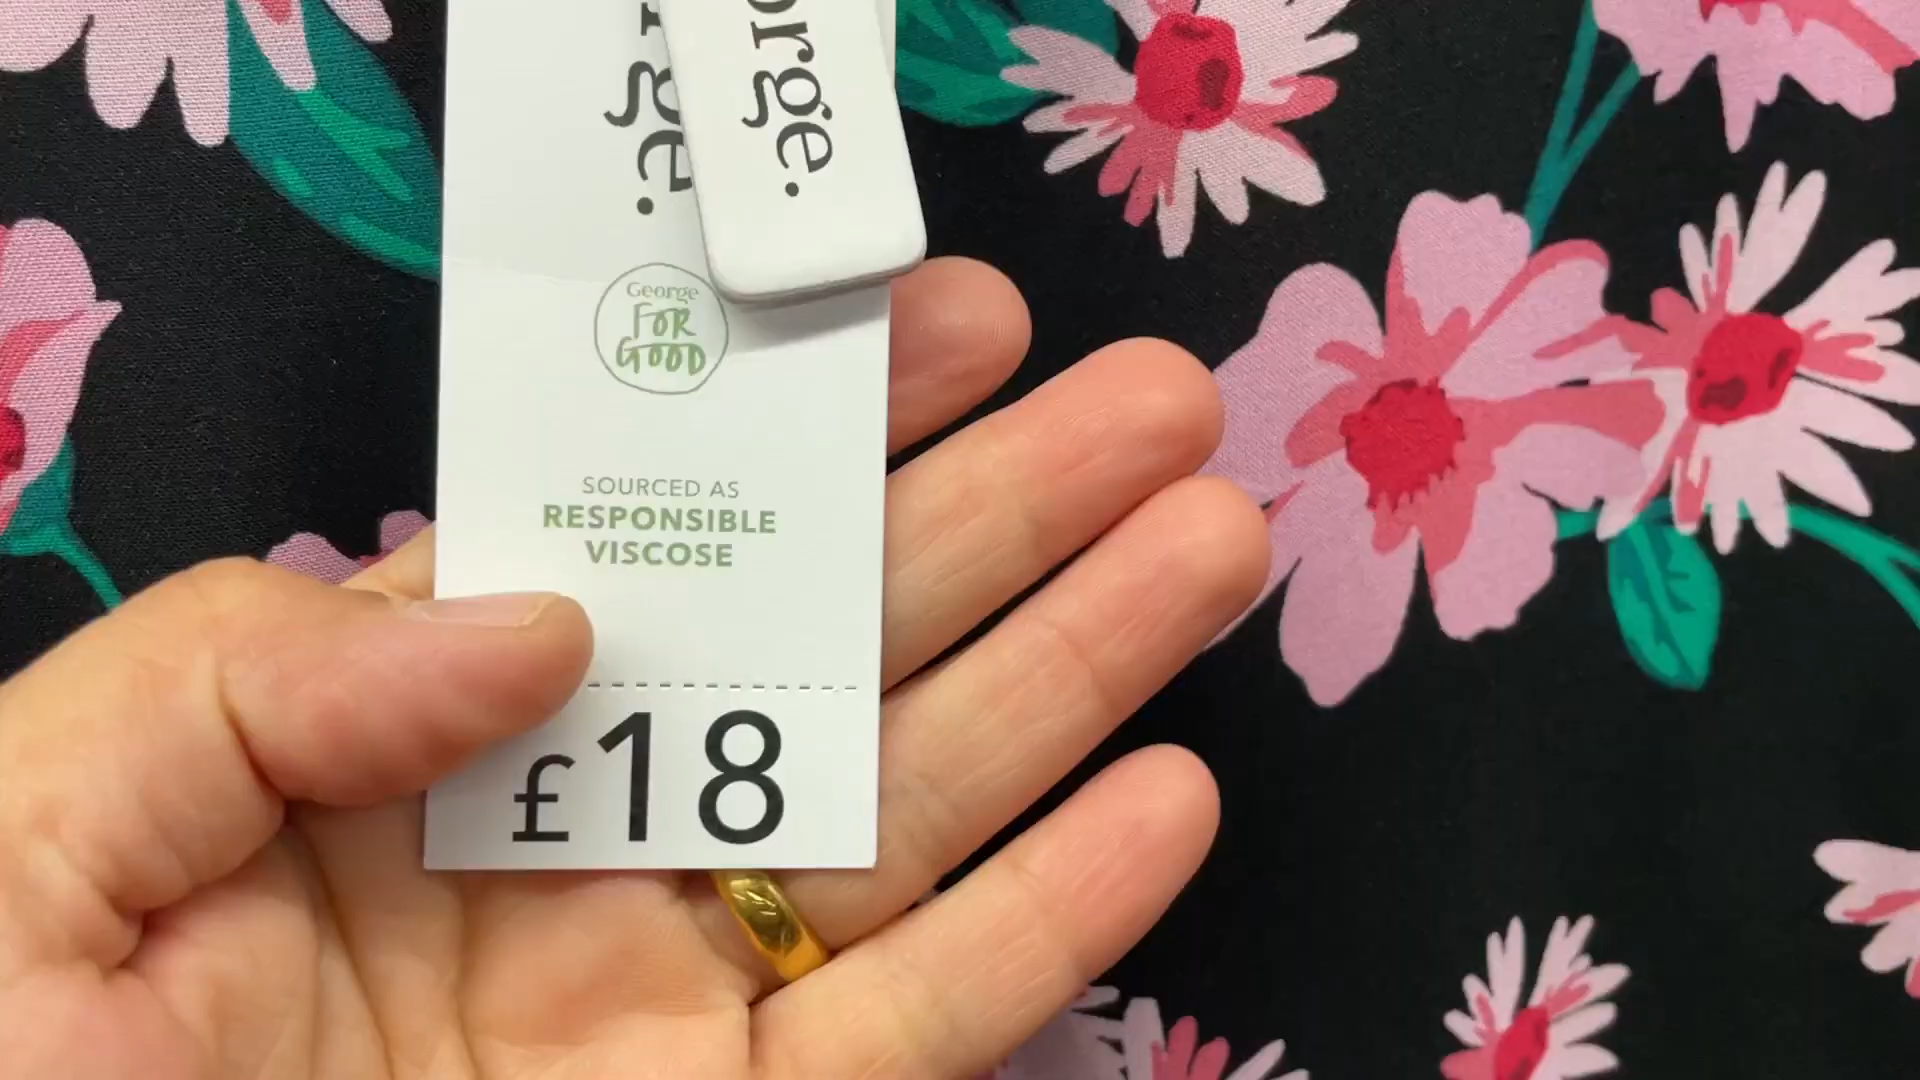 George
FOR
GOOD
SOURCED AS
RESPONSIBLE
VISCOSE
£18